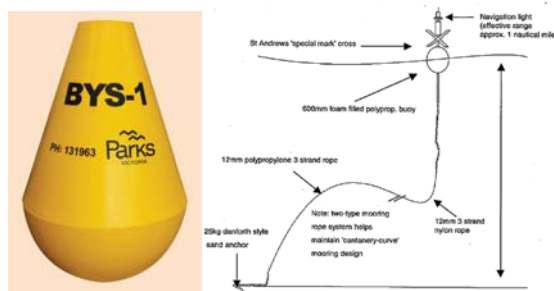 BYS-1
PH: 131963
Parks
VICTORIA
Navigation light
(effective range
approx. 1 nautical mile
St Andrews 'special mark' cross
600mm foam filled polyprop. buoy
12mm polypropylene 3 strand rope
Note: two-type mooring
rope system helps
maintain 'cantanery-curve'
mooring design
12mm 3 strand
nylon rope
25kg danforth style
sand anchor